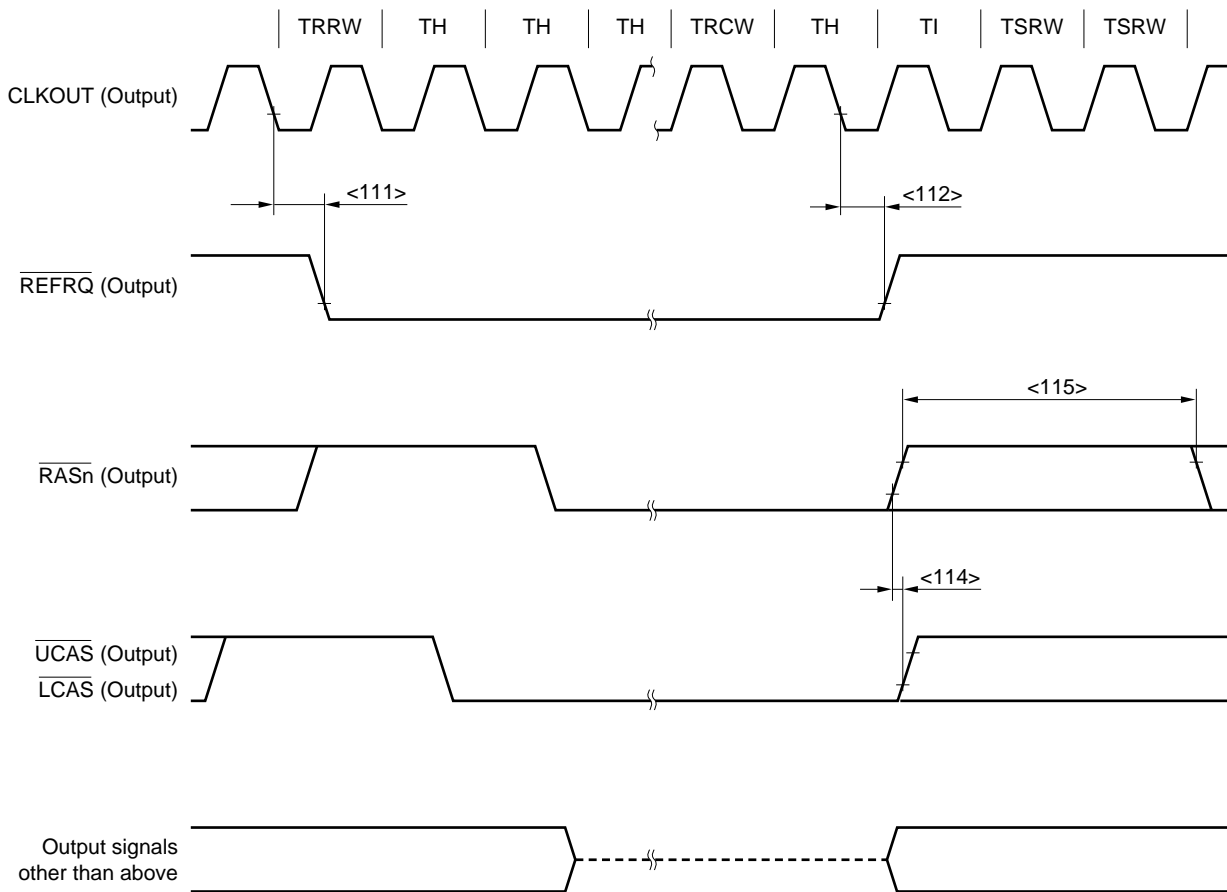 TRRW TH TH TH TRCW TH TI TSRW TSRW
CLKOUT (Output)
<111> <112>
REFRQ (Output)
<115>
RASn (Output)
<114>
UCAS (Output)
LCAS (Output)
Output signals
other than above